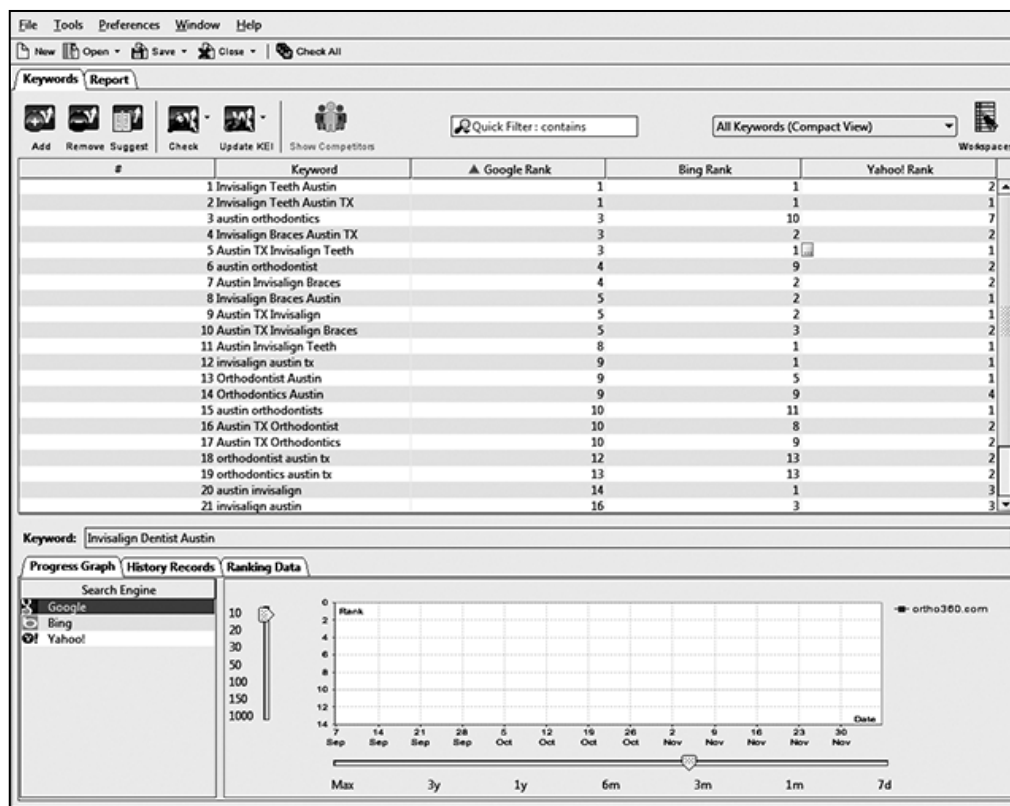 File Tools Preferences Window Help
New Open Save Close Check All
Keywords Report
Add Remove Suggest Check Update KEI Show Competitors Quick Filter : contains All Keywords (Compact View) Workspaces
# Keyword Google Rank Bing Rank Yahoo! Rank
1 Invisalign Teeth Austin 1 1 2
2 Invisalign Teeth Austin TX 1 1 1
3 austin orthodontics 3 10 7
4 Invisalign Braces Austin TX 3 2 2
5 Austin TX Invisalign Teeth 3 1 1
6 austin orthodontist 4 9 2
7 Austin Invisalign Braces 4 2 2
8 Invisalign Braces Austin 5 2 1
9 Austin TX Invisalign 5 2 1
10 Austin TX Invisalign Braces 5 3 2
11 Austin Invisalign Teeth 8 1 1
12 invisalign austin tx 9 1 1
13 Orthodontist Austin 9 5 1
14 Orthodontics Austin 9 9 4
15 austin orthodontists 10 11 1
16 Austin TX Orthodontist 10 8 2
17 Austin TX Orthodontics 10 9 2
18 orthodontist austin tx 12 13 2
19 orthodontics austin tx 13 13 2
20 austin invisalign 14 1 3
21 invisalign austin 16 3 3
Keyword: Invisalign Dentist Austin
Progress Graph History Records Ranking Data
Search Engine
Google
Bing
Yahoo!
10
20
30
50
100
150
1000
Rank
0
2
4
6
8
10
12
14
Date
7 14 21 28 5 12 19 26 2 9 16 23 30
Sep Sep Sep Sep Oct Oct Oct Oct Nov Nov Nov Nov Nov
ortho360.com
Max 3y 1y 6m 3m 1m 7d